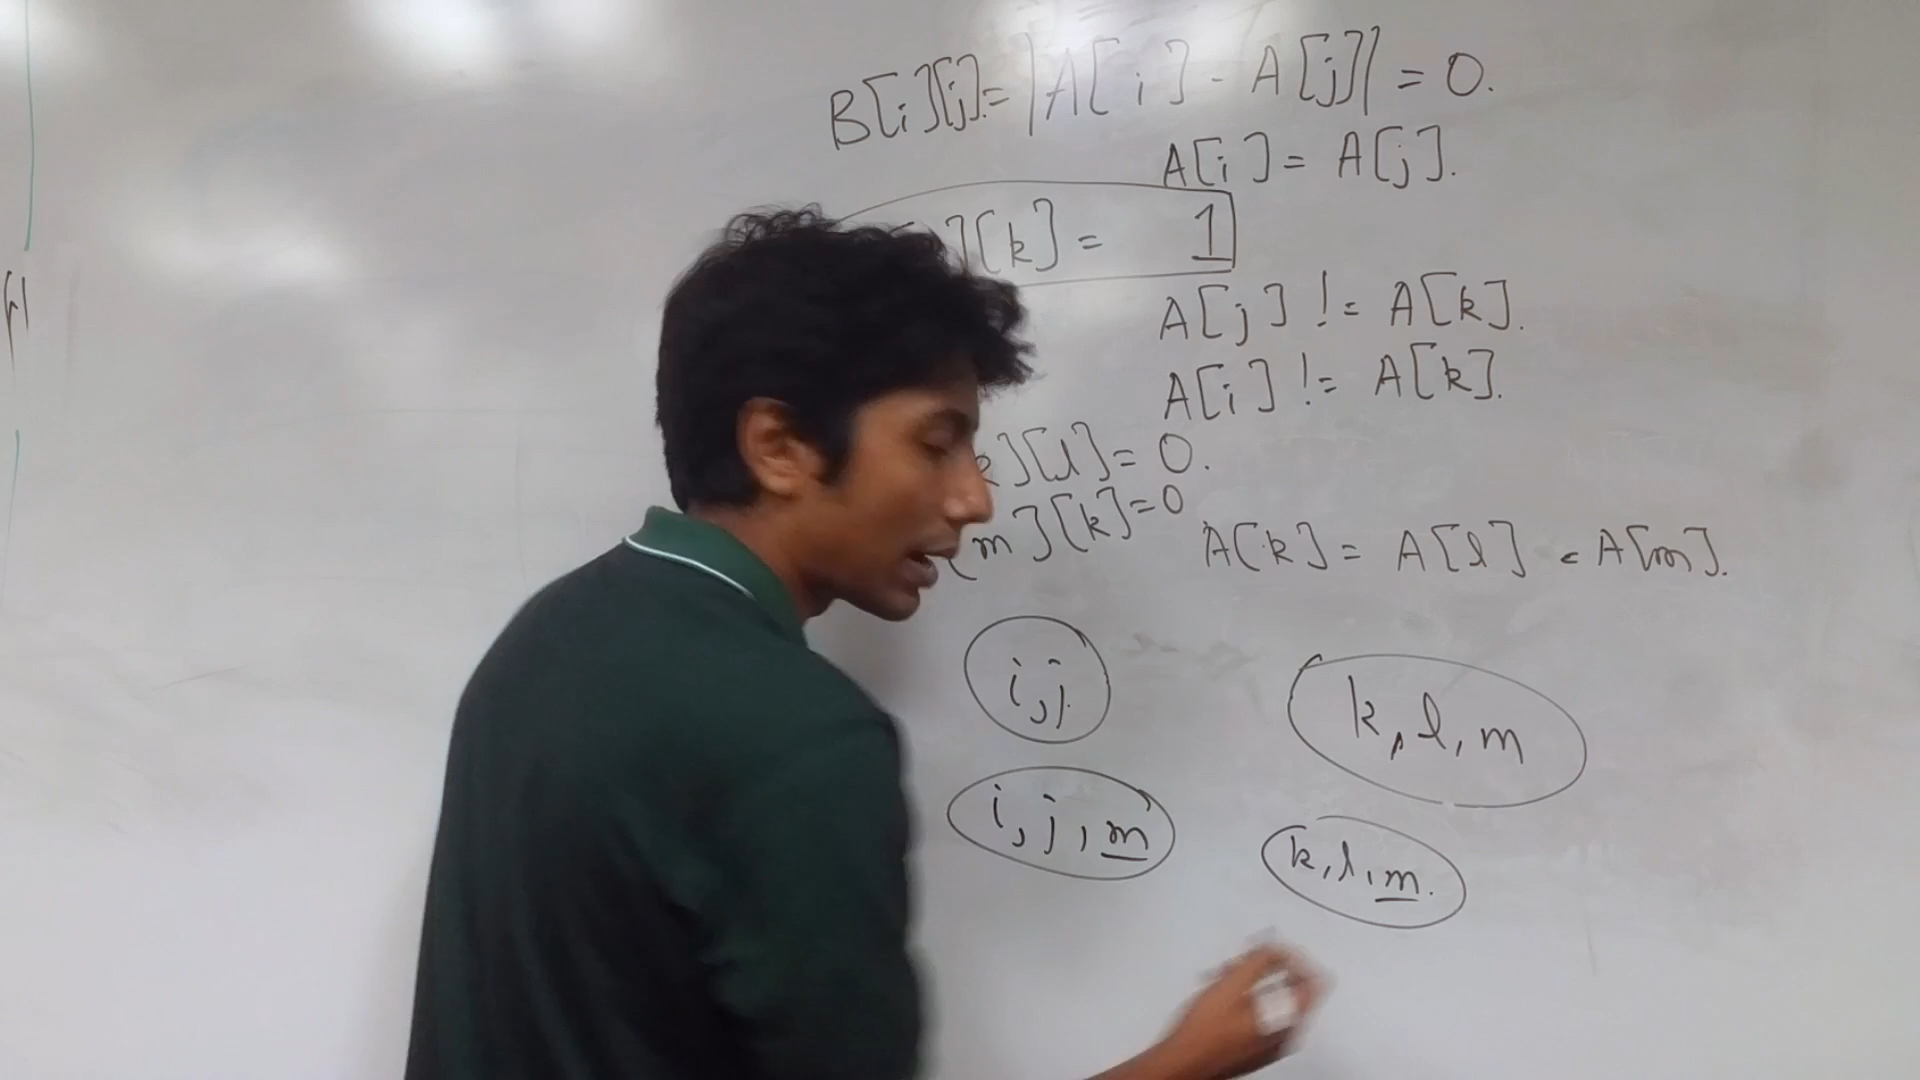 B[i][j] = |A[i] - A[j]| = 0.
A[i] = A[j].
][k] = 1
A[j] != A[k].
A[i] != A[k].
k][l] = 0.
[m][k] = 0
A[k] = A[l] = A[m].
i, j
k, l, m
i, j, m
k, l, m.